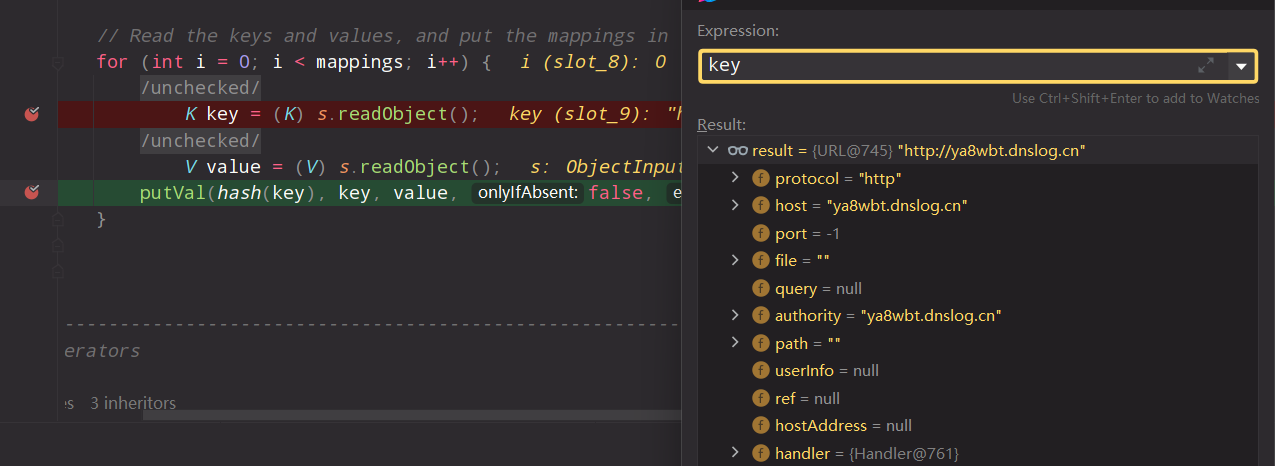 // Read the keys and values, and put the mappings in
for (int i = 0; i < mappings; i++) { i (slot_8): 0
/unchecked/
K key = (K) s.readObject(); key (slot_9): "h
/unchecked/
V value = (V) s.readObject(); s: ObjectInput
putVal(hash(key), key, value, onlyIfAbsent: false, e
}
------------------------------------------------------------
erators
es 3 inheritors
Expression:
key
Use Ctrl+Shift+Enter to add to Watches
Result:
result = {URL@745} "http://ya8wbt.dnslog.cn"
protocol = "http"
host = "ya8wbt.dnslog.cn"
port = -1
file = ""
query = null
authority = "ya8wbt.dnslog.cn"
path = ""
userInfo = null
ref = null
hostAddress = null
handler = {Handler@761}